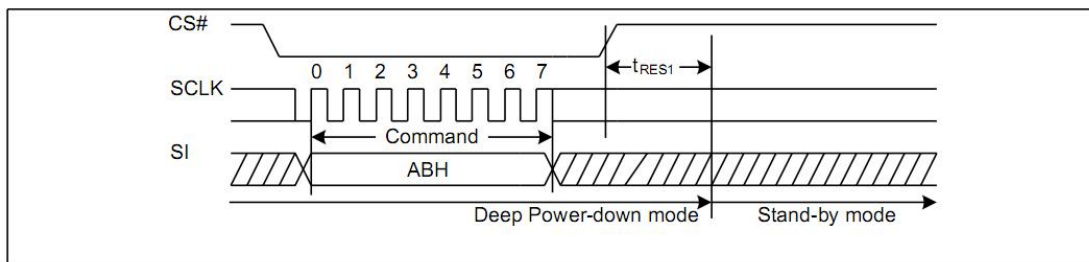 CS#
tRES1
0 1 2 3 4 5 6 7
SCLK
Command
SI
ABH
Deep Power-down mode
Stand-by mode